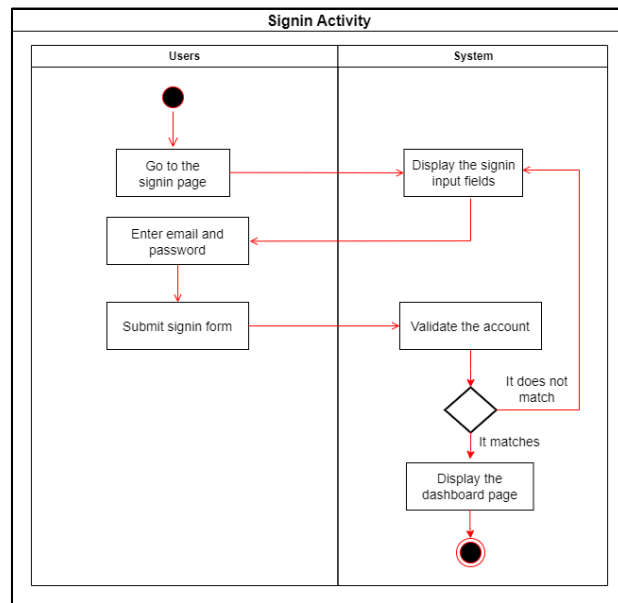 Signin Activity
Users
System
Go to the
signin page
Display the signin
input fields
Enter email and
password
Submit signin form
Validate the account
It does not
match
It matches
Display the
dashboard page